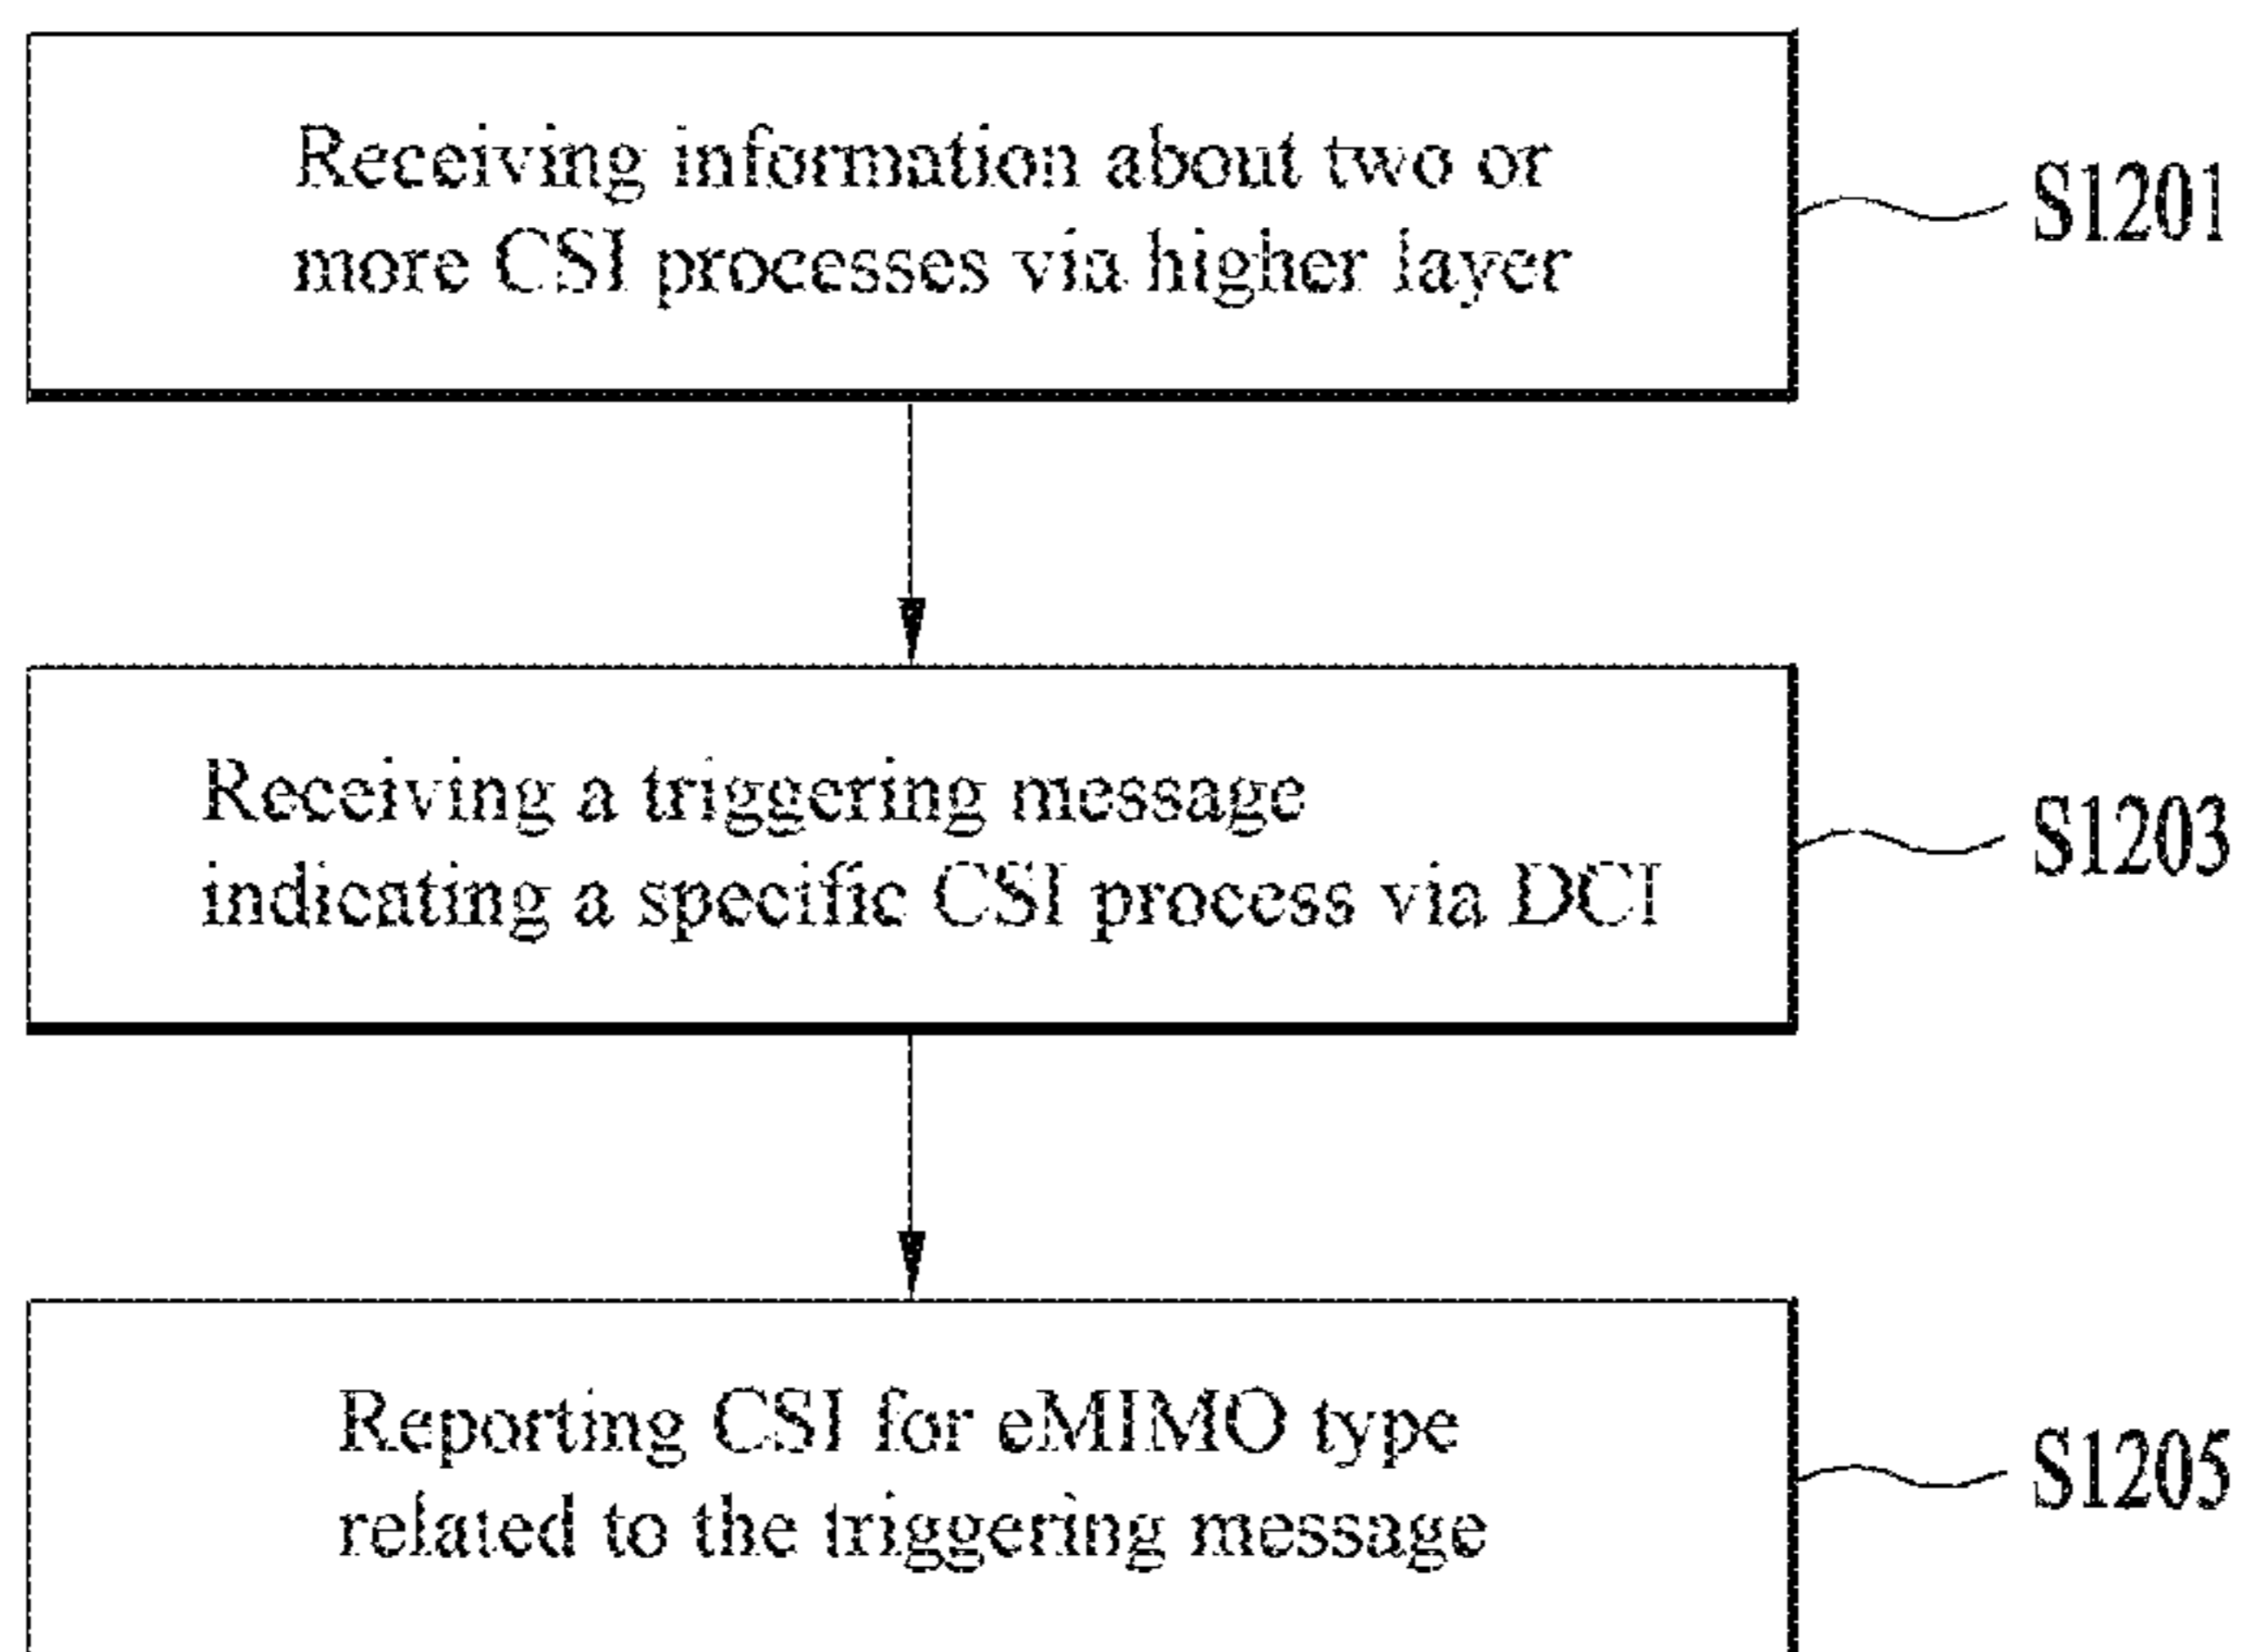 Receiving information about two or
more CSI processes via higher layer
S1201
Receiving a triggering message
indicating a specific CSI process via DCI
S1203
Reporting CSI for eMIMO type
related to the triggering message
S1205